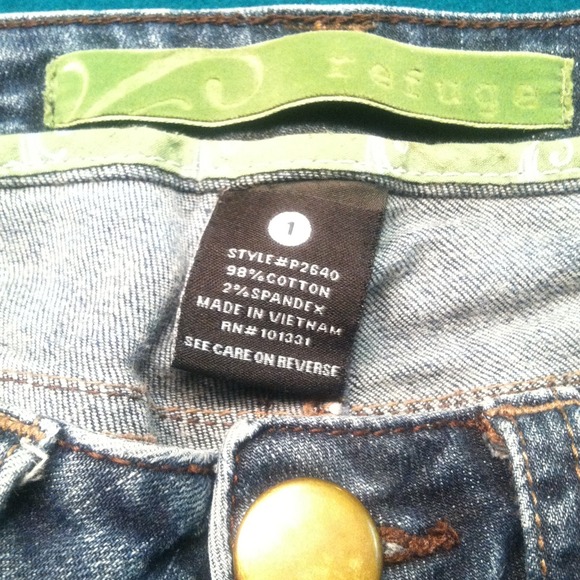 refuge
1
STYLE#P2640
98%COTTON
2%SPANDEX
MADE IN VIETNAM
RN#101331
SEE CARE ON REVERSE